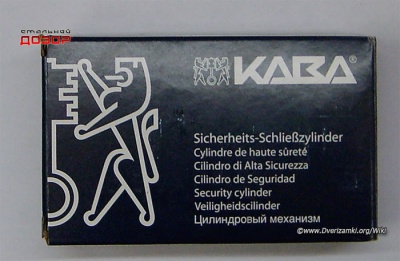 стальной
ДОЗОР
KABA®
Sicherheits-Schließzylinder
Cylindre de haute sûreté
Cilindro di Alta Sicurezza
Cilindro de Seguridad
Security cylinder
Veiligheidscilinder
Цилиндровый механизм
©www.Dverizamki.org/Wiki